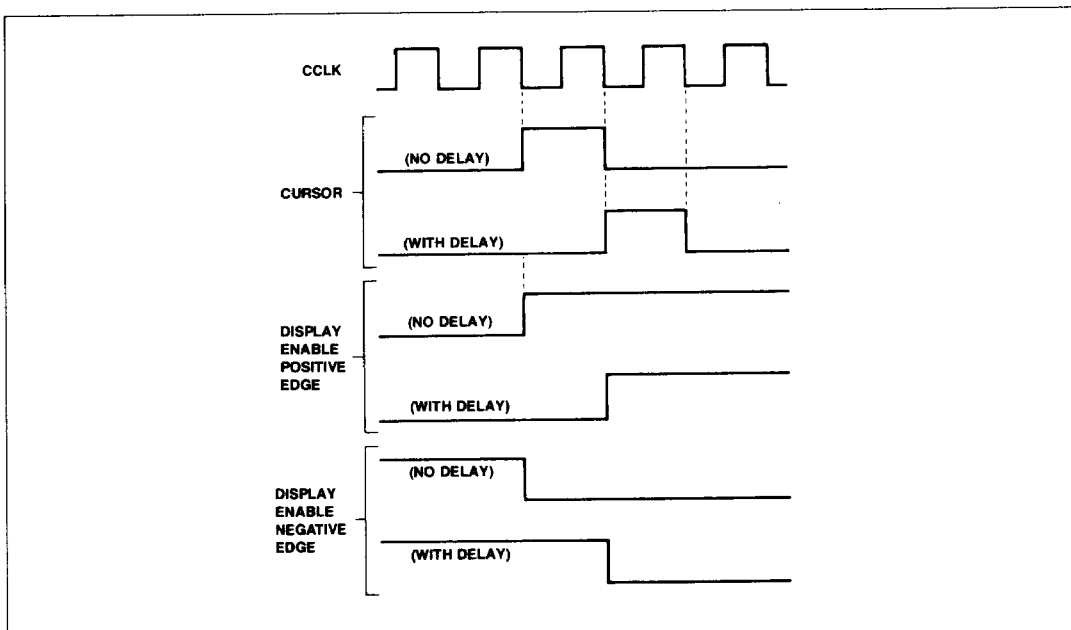 CCLK
(NO DELAY)
CURSOR
(WITH DELAY)
(NO DELAY)
DISPLAY
ENABLE
POSITIVE
EDGE
(WITH DELAY)
(NO DELAY)
DISPLAY
ENABLE
NEGATIVE
EDGE
(WITH DELAY)